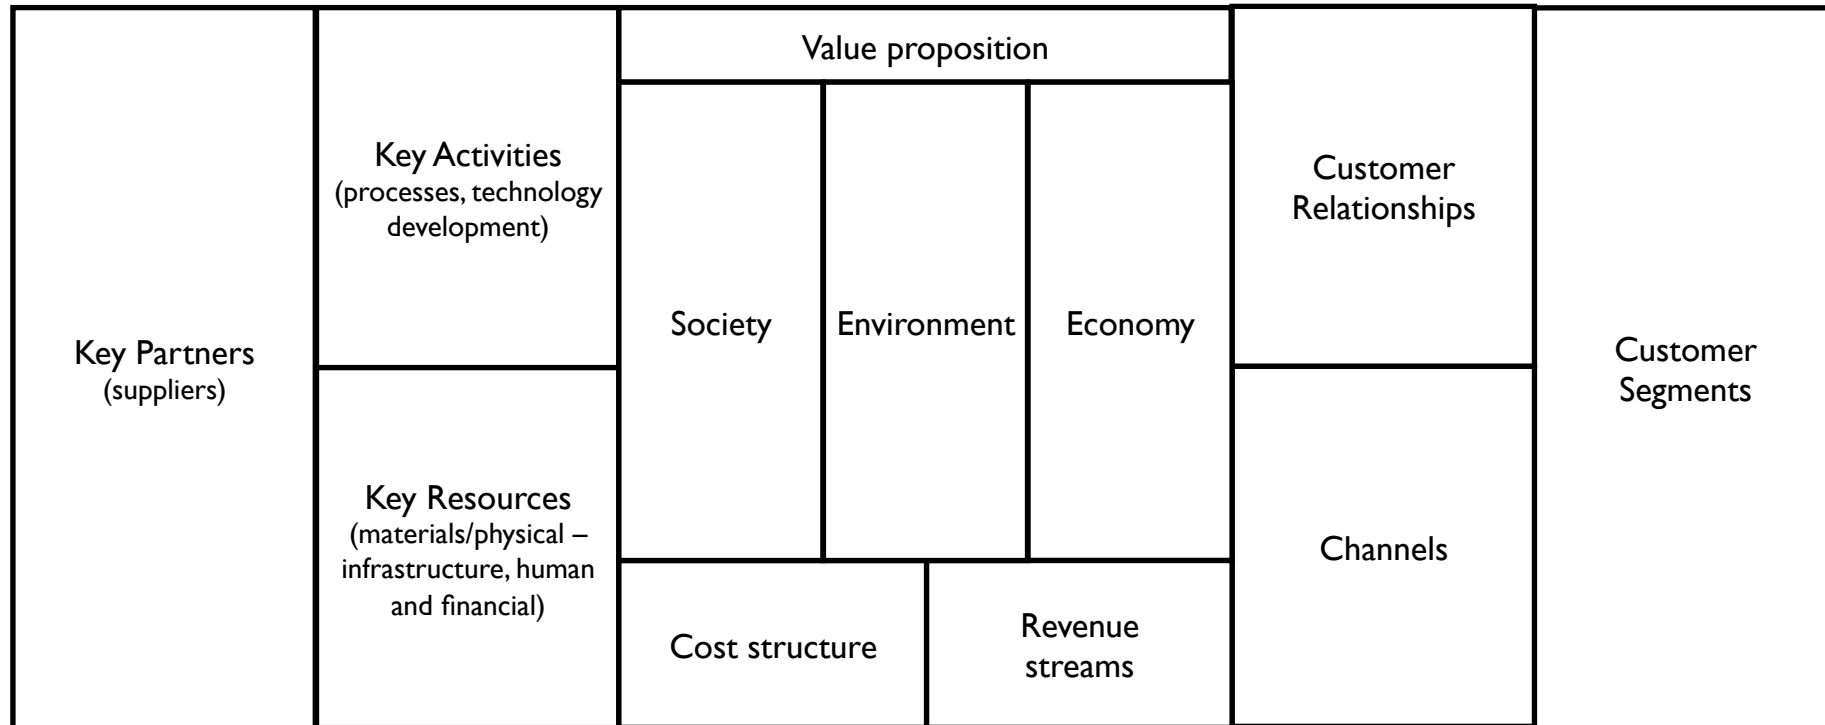 Key Partners
(suppliers)
Key Activities
(processes, technology
development)
Key Resources
(materials/physical –
infrastructure, human
and financial)
Value proposition
Society
Environment
Economy
Cost structure
Revenue
streams
Customer
Relationships
Channels
Customer
Segments